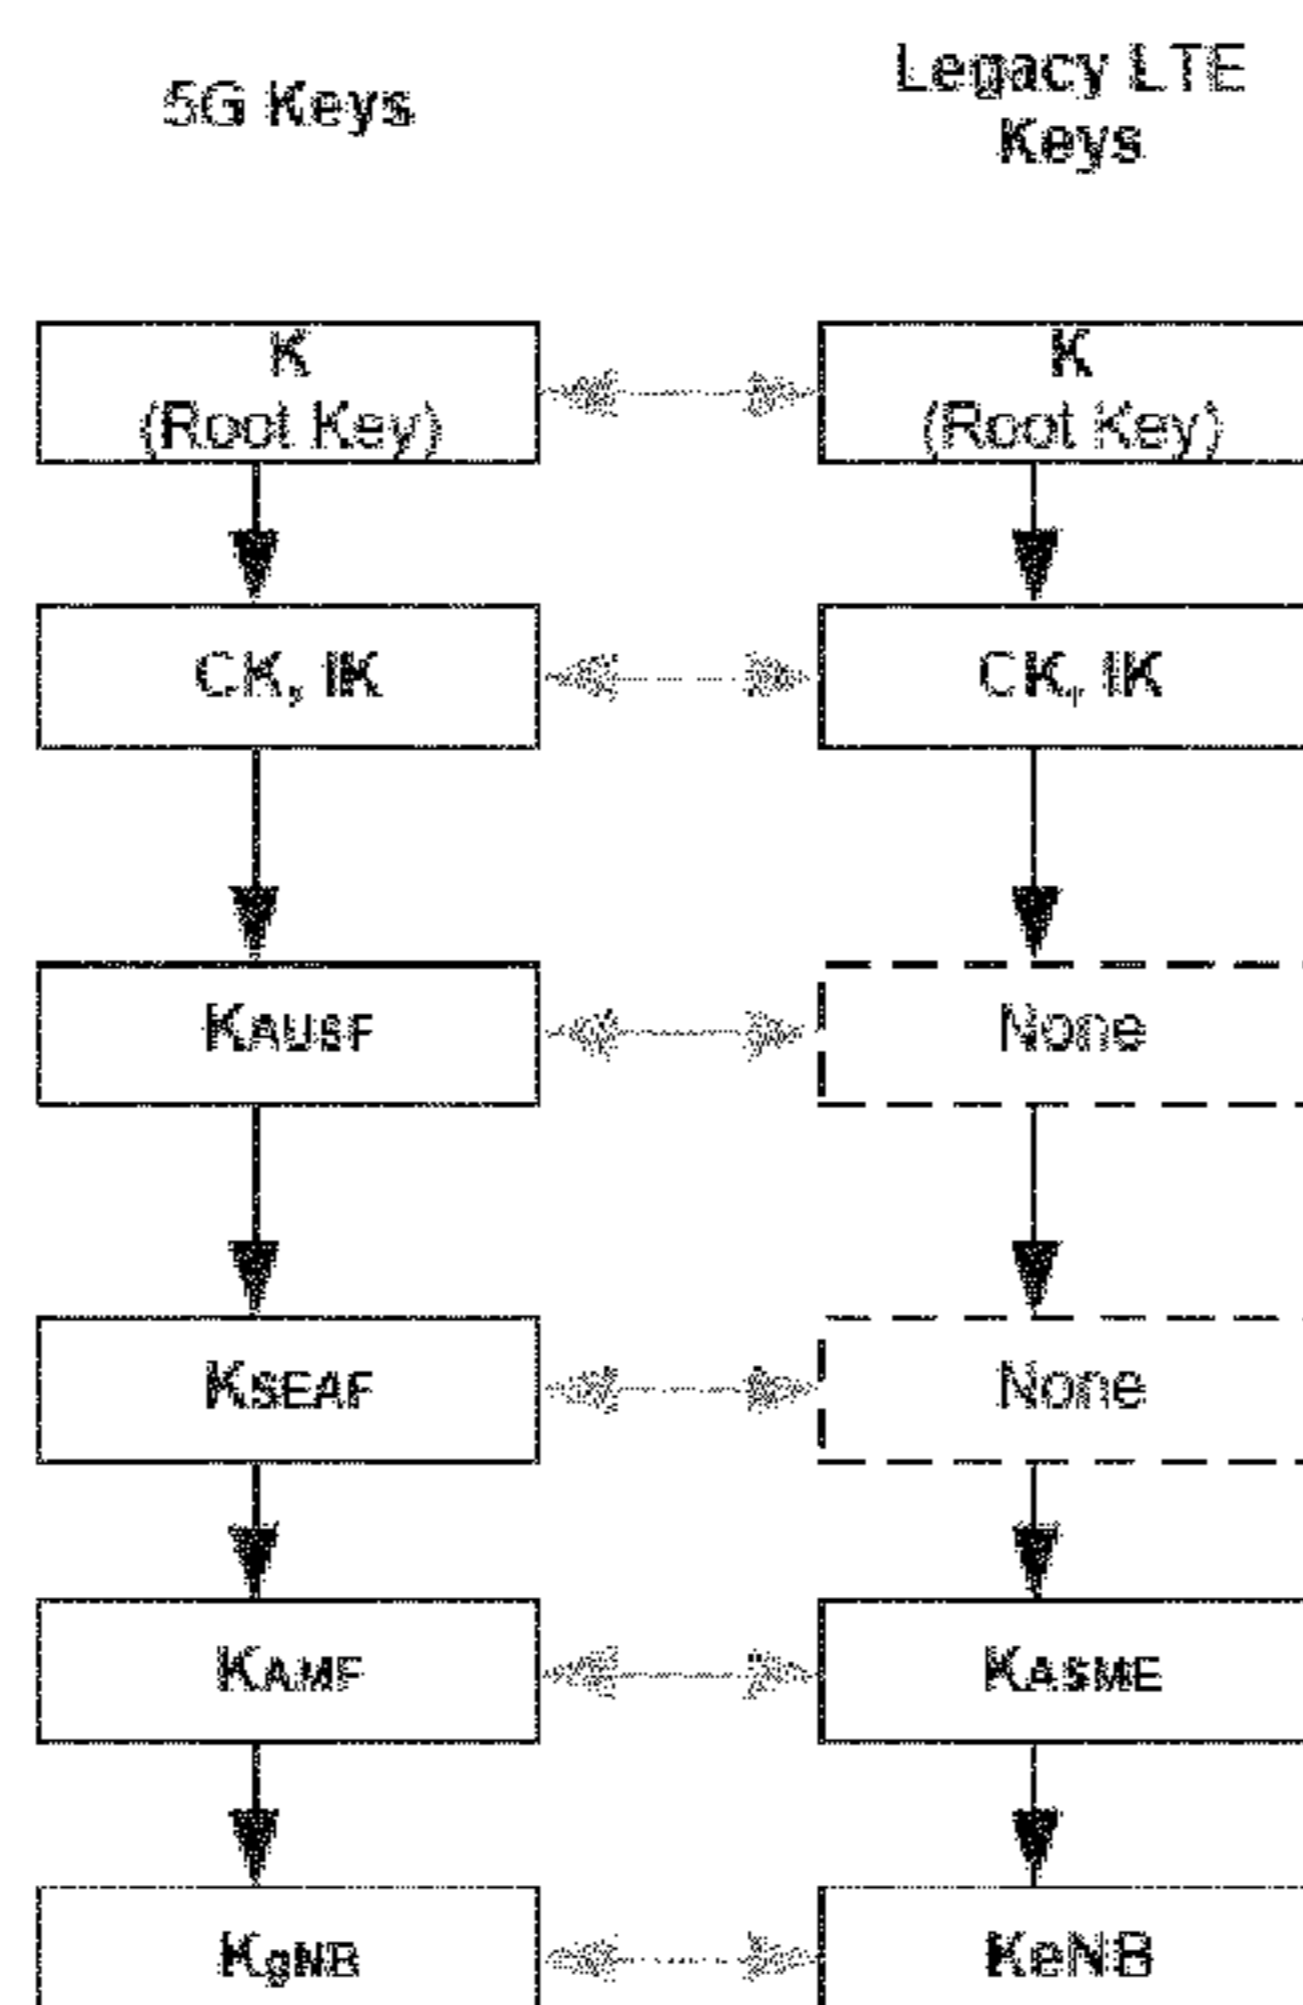 5G Keys
Legacy LTE
Keys
K
(Root Key)
K
(Root Key)
CK, IK
CK, IK
KAUSF
None
KSEAF
None
KAMF
KASME
KgNB
KeNB